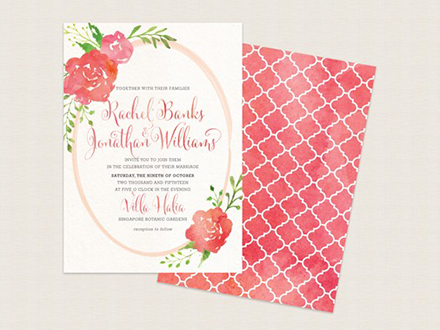 TOGETHER WITH THEIR FAMILIES
Rachel Banks
&
Jonathan Williams
INVITE YOU TO JOIN THEM
IN THE CELEBRATION OF THEIR MARRIAGE
SATURDAY, THE NINETH OF OCTOBER
TWO THOUSAND AND FIFTEEN
AT FIVE O'CLOCK IN THE EVENING
Villa Halia
SINGAPORE BOTANIC GARDENS
reception to follow